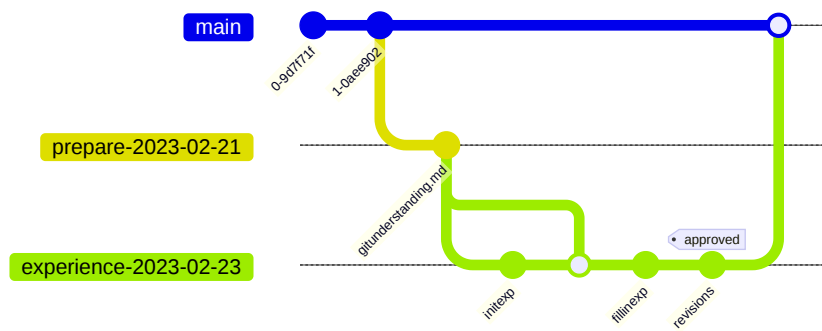 main
0-9d7f71f
1-0aee902
prepare-2023-02-21
gitunderstanding.md
approved
experience-2023-02-23
initexp
fillinexp
revisions